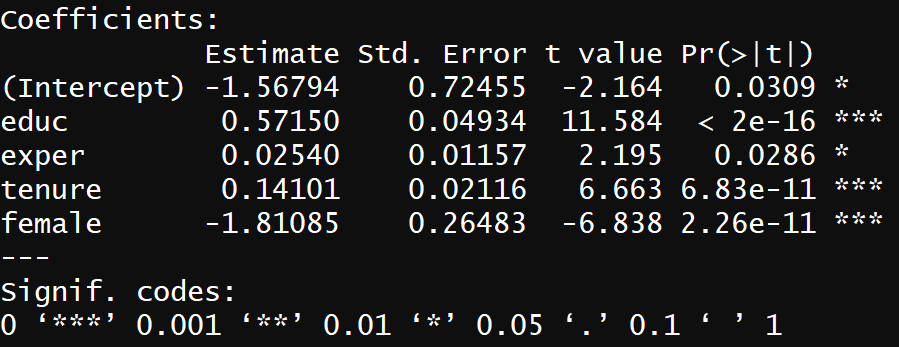 Coefficients:
            Estimate Std. Error t value Pr(>|t|)
(Intercept) -1.56794    0.72455  -2.164   0.0309 *
educ         0.57150    0.04934  11.584  < 2e-16 ***
exper        0.02540    0.01157   2.195   0.0286 *
tenure       0.14101    0.02116   6.663 6.83e-11 ***
female      -1.81085    0.26483  -6.838 2.26e-11 ***
---
Signif. codes:
0 ‘***’ 0.001 ‘**’ 0.01 ‘*’ 0.05 ‘.’ 0.1 ‘ ’ 1